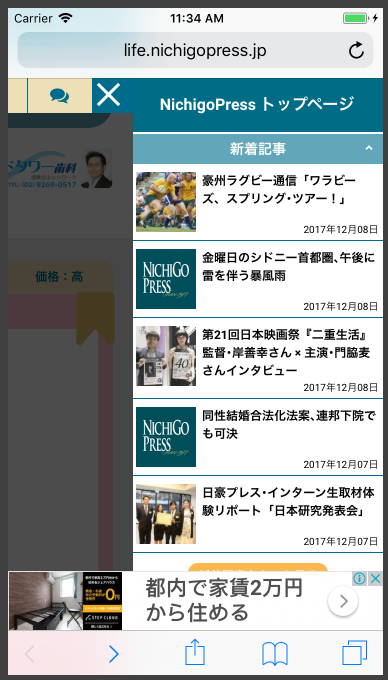 Carrier
11:34 AM
life.nichigopress.jp
NichigoPress トップページ
新着記事
タワー歯科
TEL: (02) 9269-0517
価格：高
豪州ラグビー通信「ワラビー
ズ、スプリング・ツアー！」
2017年12月08日
NICHIGO
PRESS
金曜日のシドニー首都圏、午後に
雷を伴う暴風雨
2017年12月08日
第21回日本映画祭『二重生活』
監督・岸善幸さん × 主演・門脇麦
さんインタビュー
2017年12月08日
NICHIGO
PRESS
同性結婚合法化法案、連邦下院で
も可決
2017年12月07日
日豪プレス・インターン生取材体
験リポート「日本研究発表会」
2017年12月07日
都内で家賃2万円
から住める
STEP CLOUD